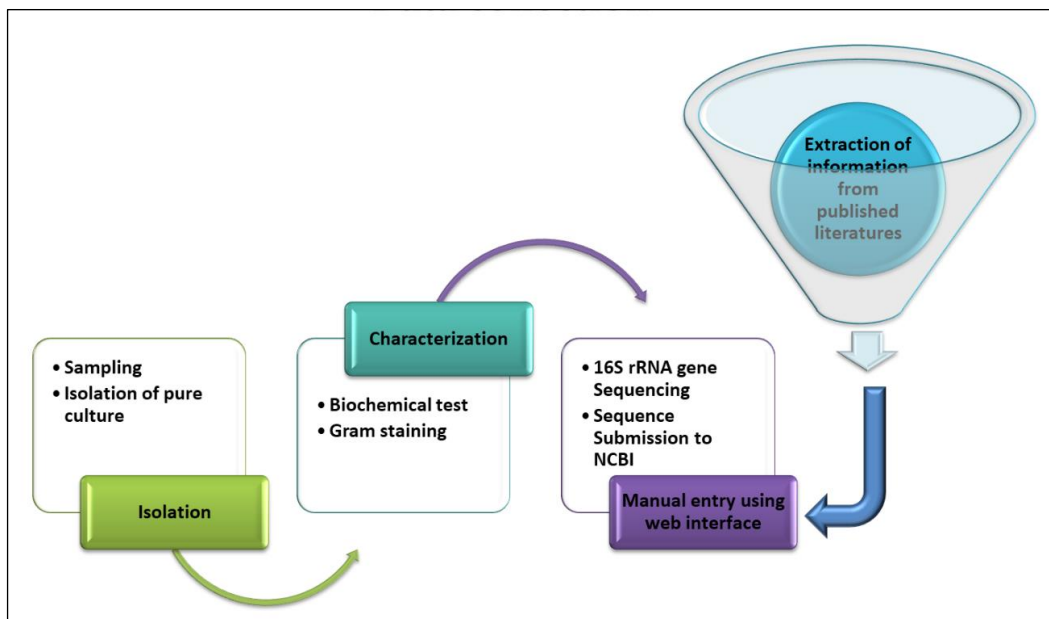 • Sampling
• Isolation of pure
culture
Isolation
Characterization
• Biochemical test
• Gram staining
• 16S rRNA gene
Sequencing
• Sequence
Submission to
NCBI
Manual entry using
web interface
Extraction of
information
from
published
literatures